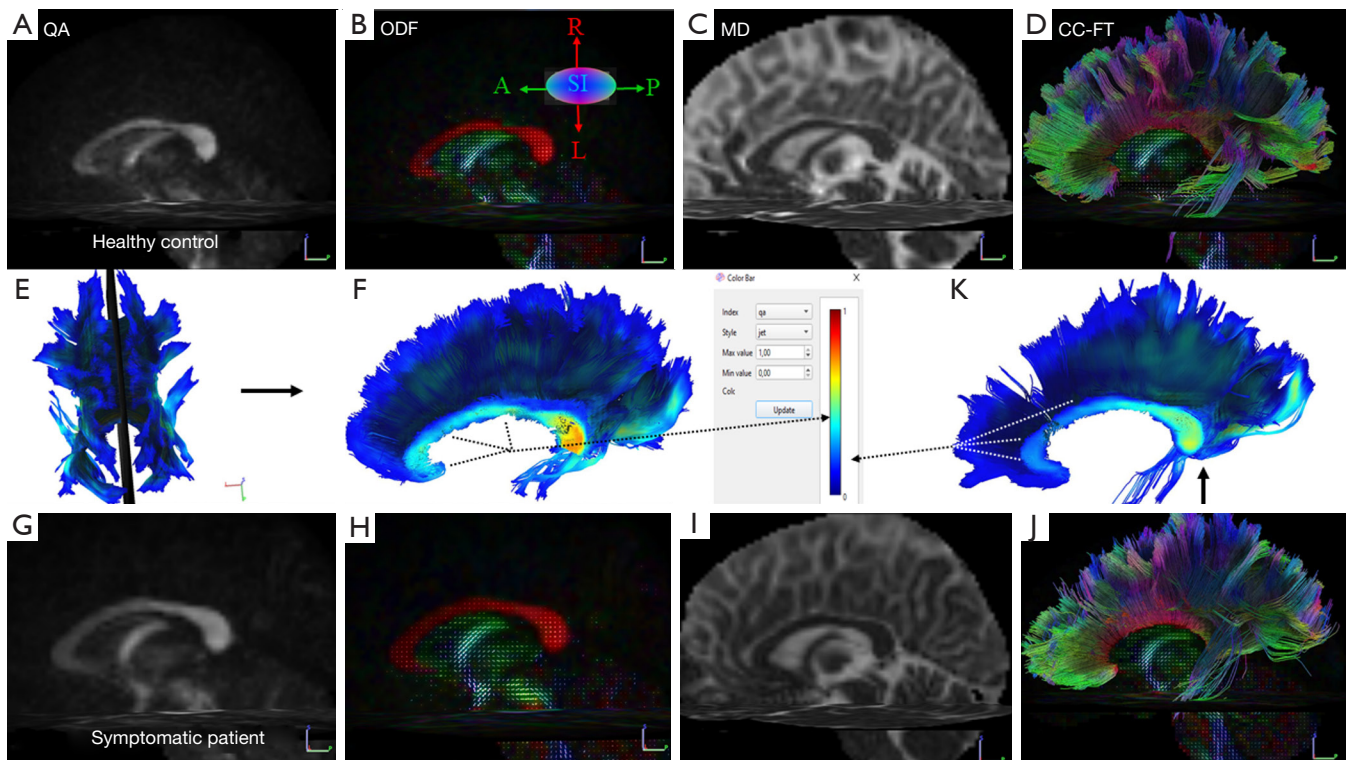 A QA
B ODF
C MD
D CC-FT
R
A SI P
L
Healthy control
E
F
Color Bar X
K
Index qa
Style jet
Max value 1,00
Min value 0,00
Colc
Update
1
0
G
H
I
J
Symptomatic patient